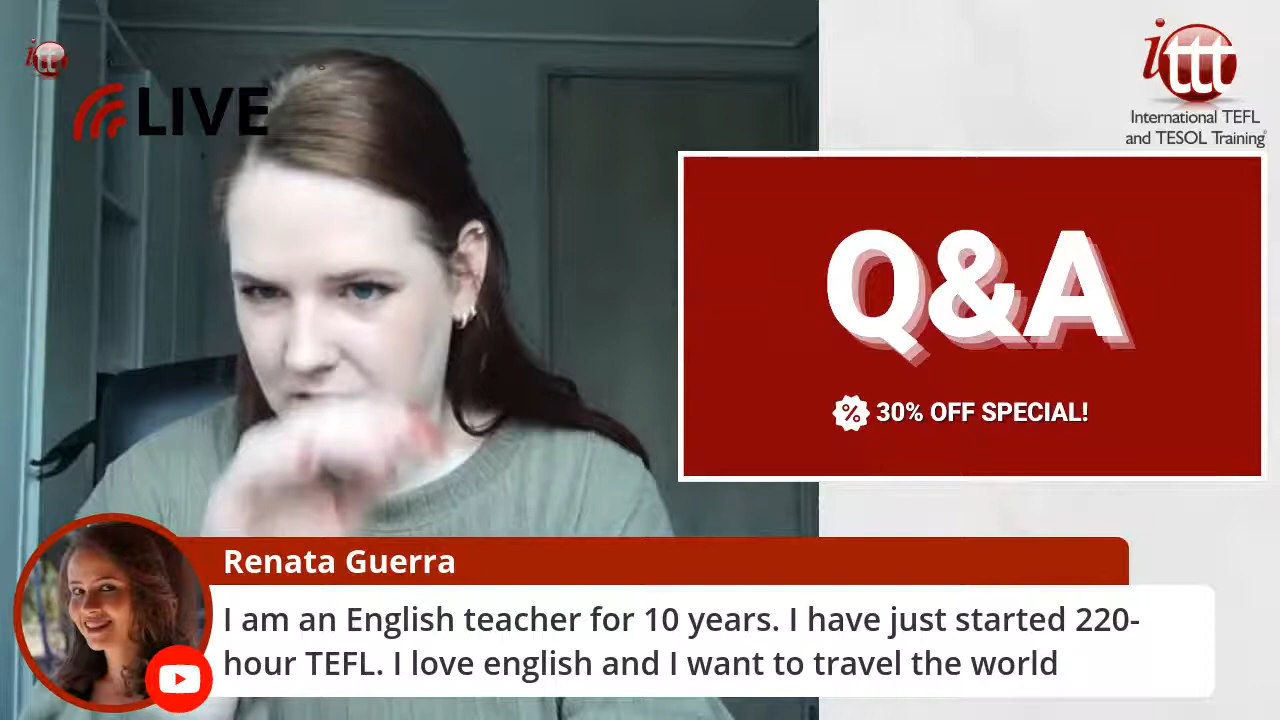 ittt
LIVE
ittt
International TEFL
and TESOL Training
Q&A
30% OFF SPECIAL!
Renata Guerra
I am an English teacher for 10 years. I have just started 220-
hour TEFL. I love english and I want to travel the world